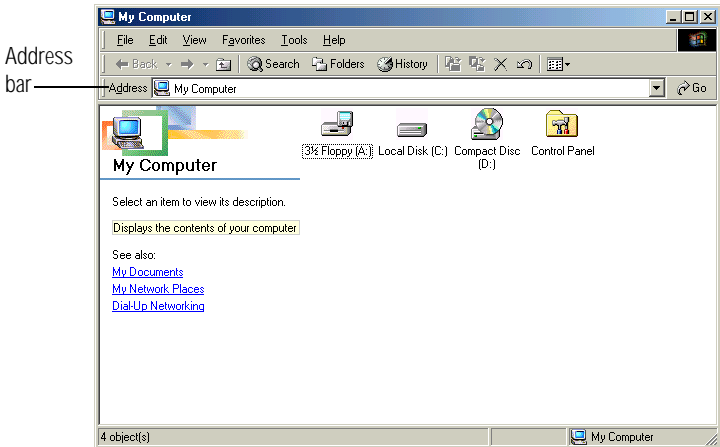 My Computer
File Edit View Favorites Tools Help
Address bar
Back Search Folders History
Address My Computer Go
3½ Floppy (A:) Local Disk (C:) Compact Disc (D:) Control Panel
My Computer
Select an item to view its description.
Displays the contents of your computer
See also:
My Documents
My Network Places
Dial-Up Networking
4 object(s) My Computer